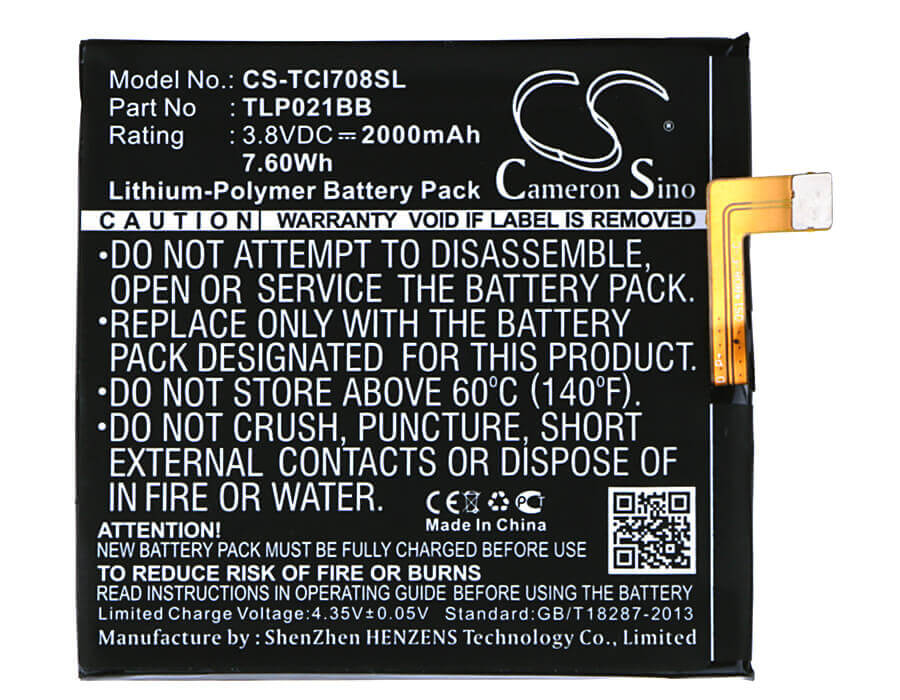 Model No.: CS-TCI708SL
Part No TLP021BB
Rating : 3.8VDC 2000mAh
7.60Wh
Lithium-Polymer Battery Pack
CS
®
Cameron Sino
CAUTION WARRANTY VOID IF LABEL IS REMOVED
•DO NOT ATTEMPT TO DISASSEMBLE,
OPEN OR SERVICE THE BATTERY PACK.
•REPLACE ONLY WITH THE BATTERY
PACK DESIGNATED FOR THIS PRODUCT.
•DO NOT STORE ABOVE 60°C (140°F).
•DO NOT CRUSH, PUNCTURE, SHORT
EXTERNAL CONTACTS OR DISPOSE OF
IN FIRE OR WATER.
CE
Made In China
ATTENTION:
NEW BATTERY PACK MUST BE FULLY CHARGED BEFORE USE
TO REDUCE RISK OF FIRE OR BURNS
READ INSTRUCTIONS IN OPERATING GUIDE BEFORE USING THE BATTERY
Limited Charge Voltage:4.35V±0.05V Standard:GB/T18287-2013
Manufacturing by : ShenZhen HENZENS Technology Co., Limited